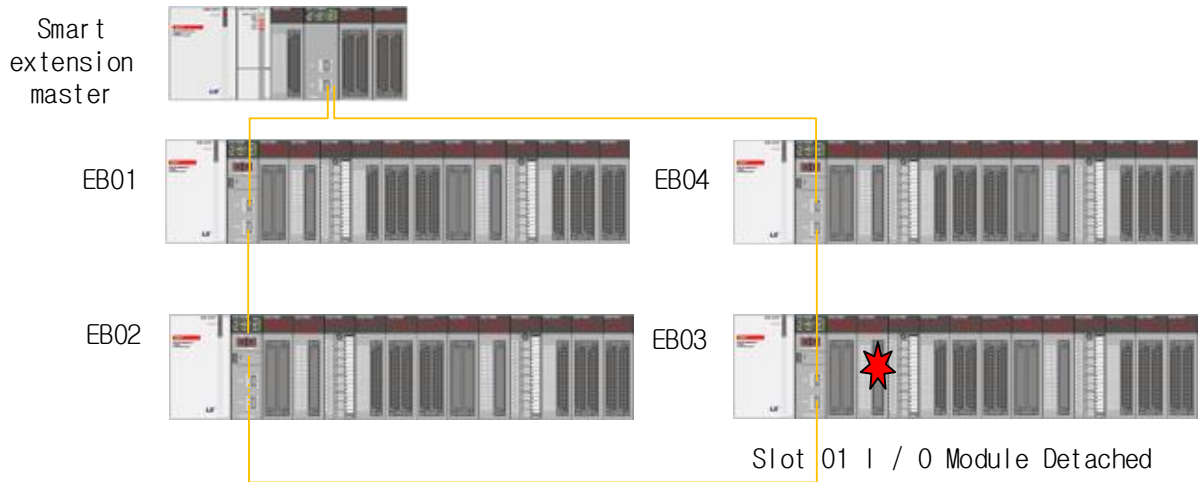 Smart
extension
master
EB01
EB04
EB02
EB03
Slot 01 I / O Module Detached